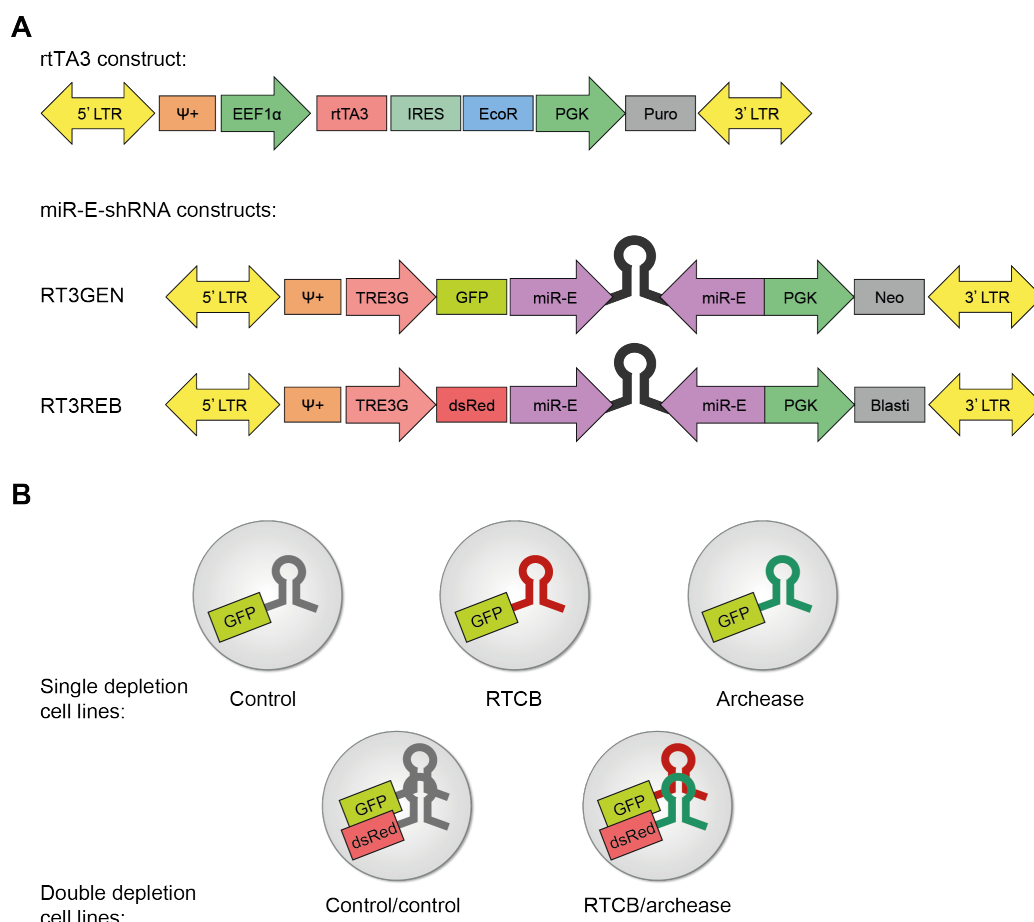 A
rtTA3 construct:
5' LTR Ψ+ EEF1α rtTA3 IRES EcoR PGK Puro 3' LTR
miR-E-shRNA constructs:
RT3GEN 5' LTR Ψ+ TRE3G GFP miR-E miR-E PGK Neo 3' LTR
RT3REB 5' LTR Ψ+ TRE3G dsRed miR-E miR-E PGK Blasti 3' LTR
B
GFP GFP GFP
Single depletion
cell lines:
Control RTCB Archease
GFP GFP
dsRed dsRed
Double depletion
cell lines:
Control/control RTCB/archease